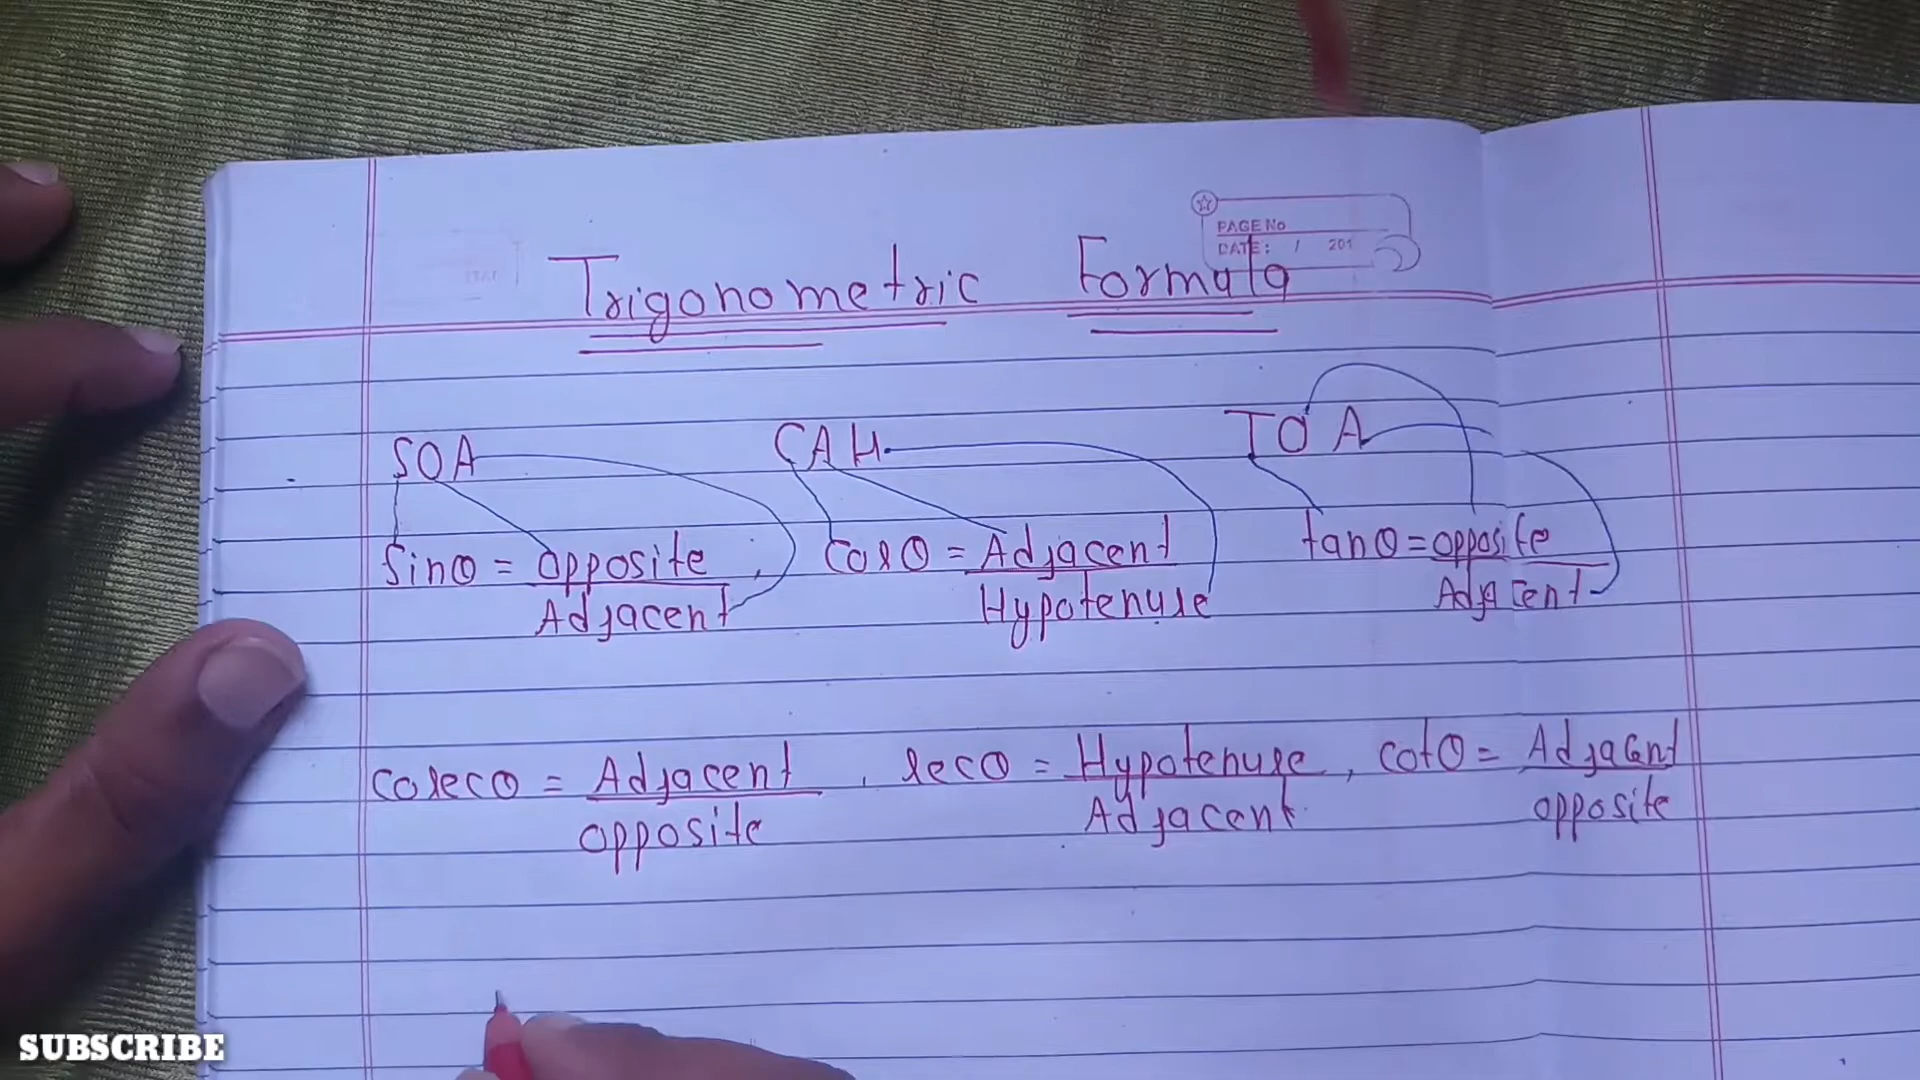 PAGE No
DATE: / 201
Trigonometric Formula
SOA CAH TOA
Sinθ = opposite / Adjacent , Cosθ = Adjacent / Hypotenuse tanθ = opposite / Adjacent
Cosecθ = Adjacent / opposite , Secθ = Hypotenuse / Adjacent , Cotθ = Adjacent / opposite
SUBSCRIBE